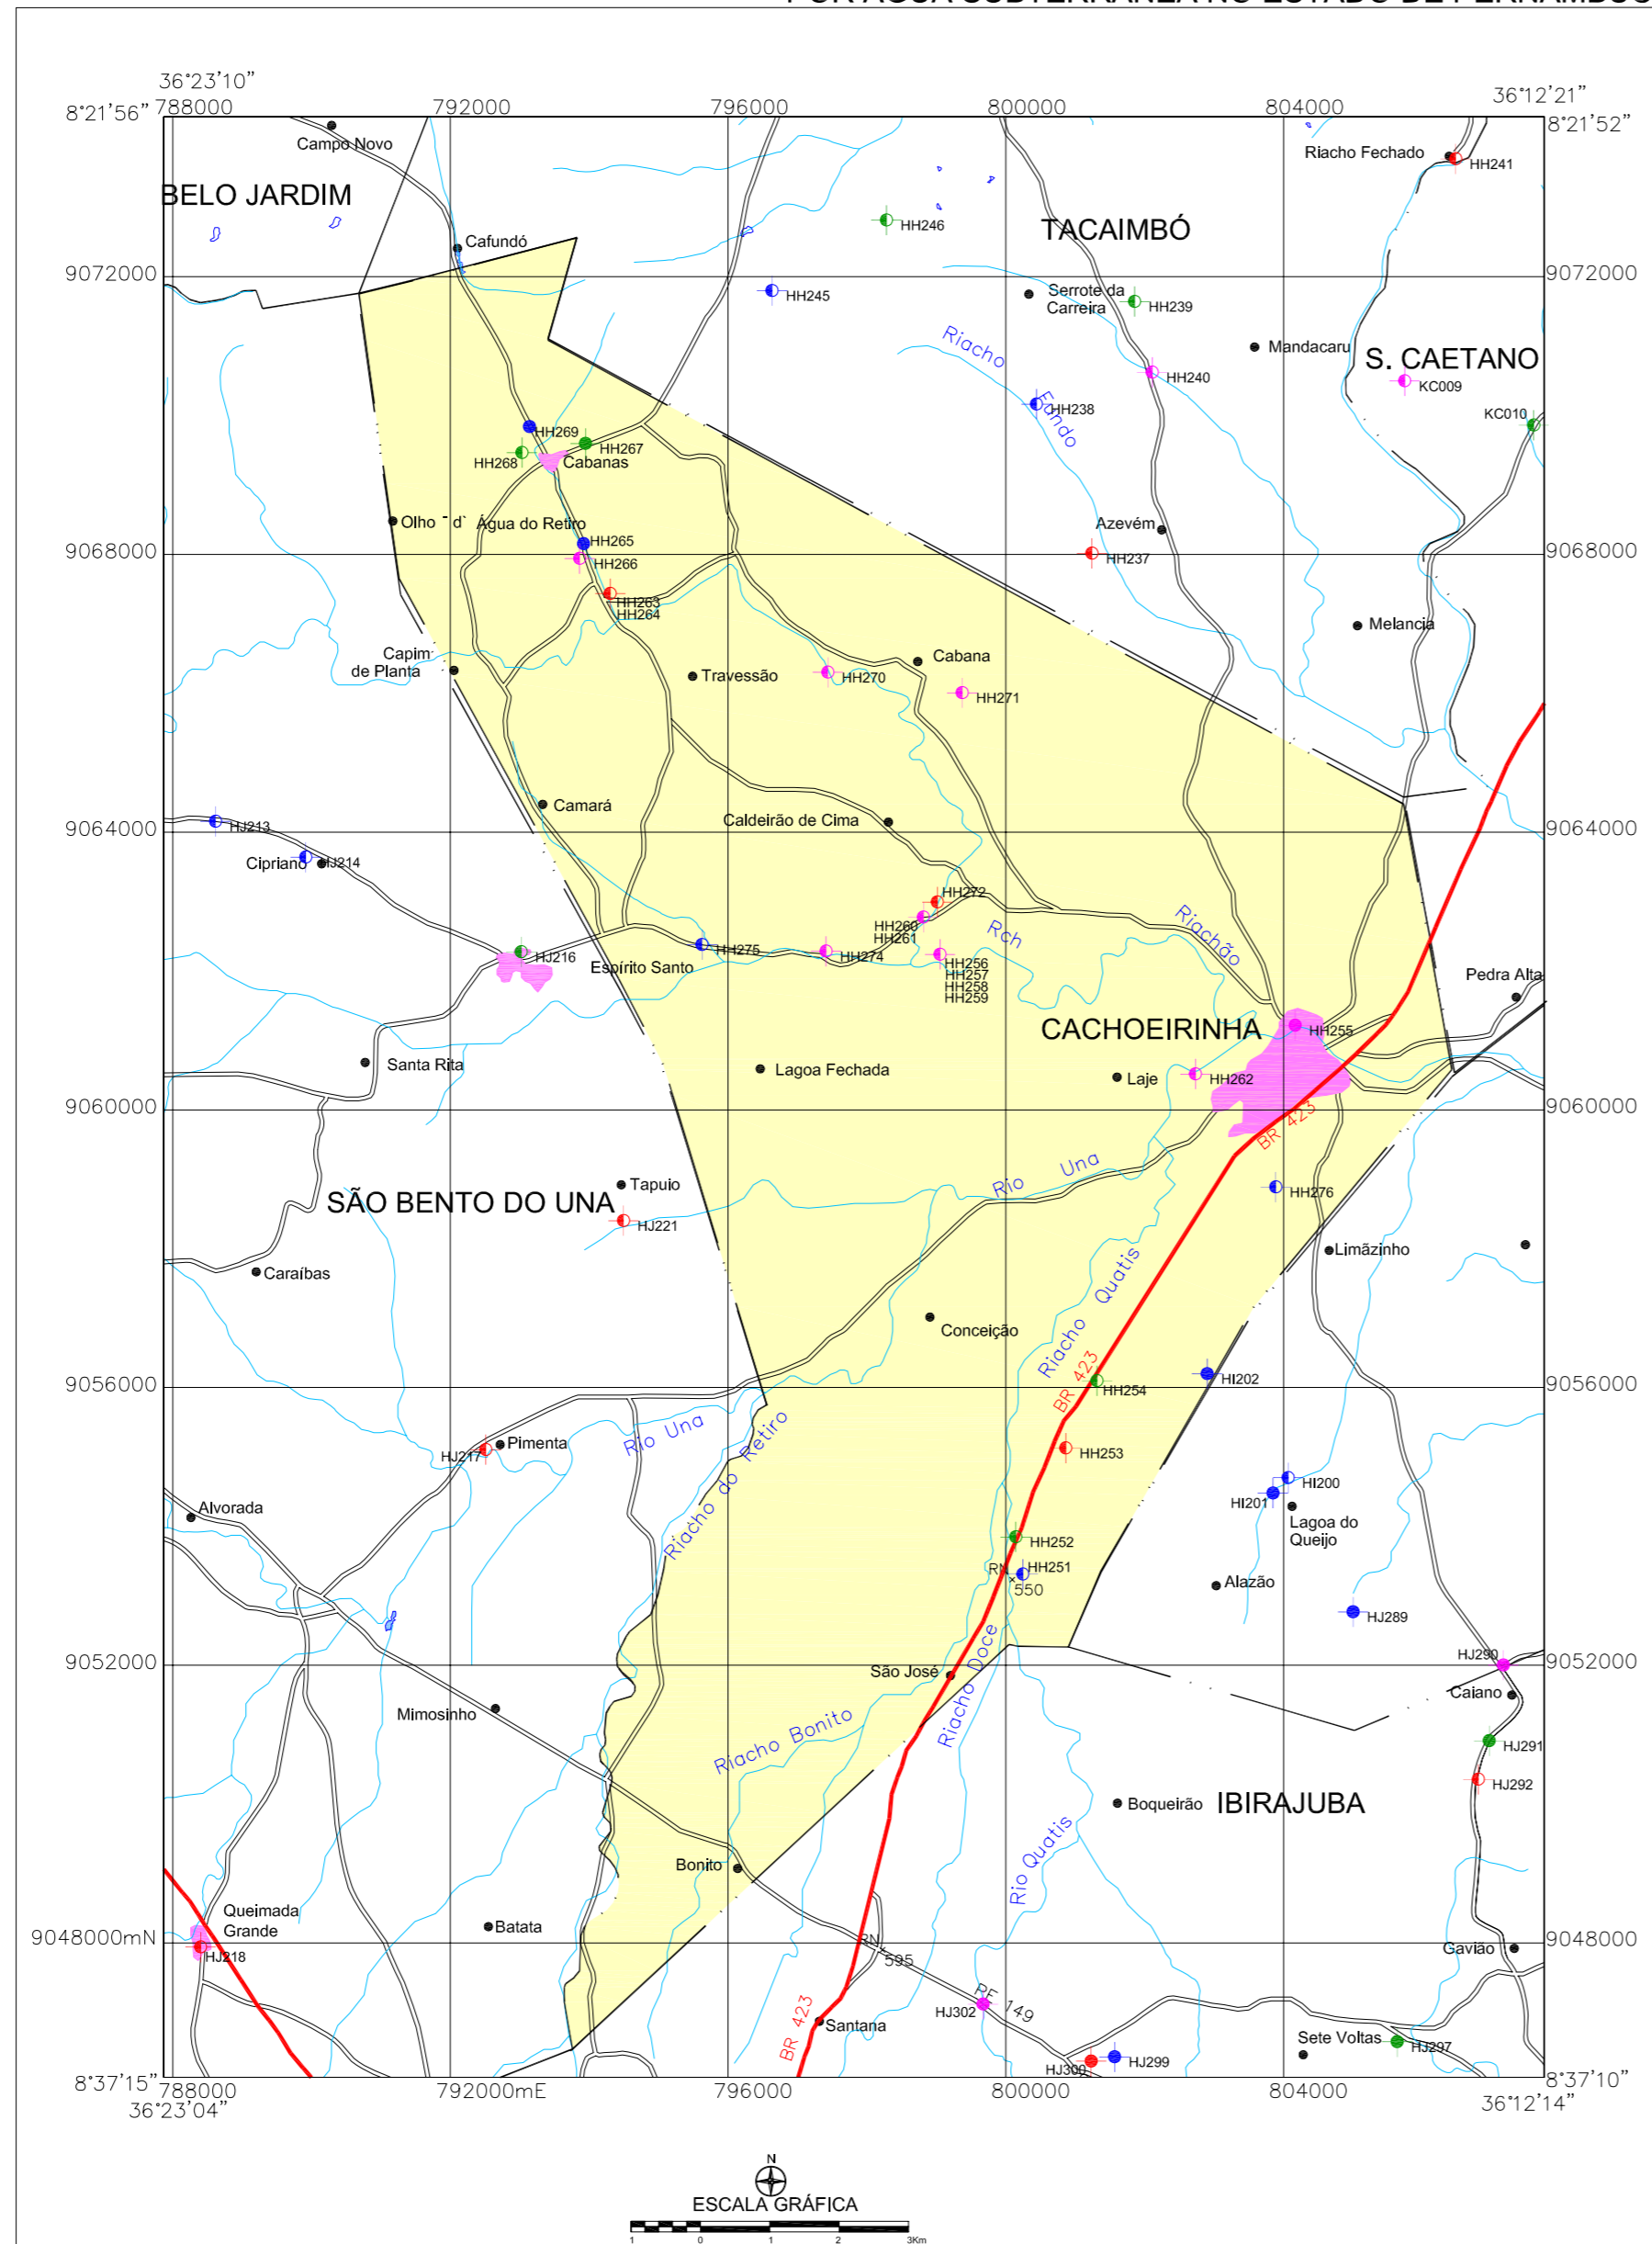 36°23'10"
8°21'56"
788000
792000
796000
800000
804000
36°12'21"
8°21'52"
Campo Novo
Riacho Fechado
HH241
BELO JARDIM
HH246
TACAIMBÓ
Cafundó
9072000
9072000
HH245
Serrote da
Carreira
HH239
Riacho
Mandacaru
S. CAETANO
HH240
KC009
HH238
Fundo
KC010
HH269
HH267
HH268
Cabanas
Olho - d` Água do Retiro
Azevém
HH265
9068000
9068000
HH266
HH237
HH263
HH264
Melancia
Capim
de Planta
Cabana
Travessão
HH270
HH271
Camará
Caldeirão de Cima
9064000
9064000
HJ213
Cipriano
HJ214
HH272
HH260
HH261
Rch
Riachão
HJ216
HH275
HH274
Espírito Santo
HH256
HH257
HH258
HH259
Pedra Alta
CACHOEIRINHA
HH255
Santa Rita
Lagoa Fechada
Laje
HH262
9060000
9060000
BR 423
Rio Una
Tapuio
HH276
SÃO BENTO DO UNA
HJ221
Limãzinho
Caraíbas
Riacho Quatis
Conceição
9056000
9056000
BR 423
HH254
HI202
Rio Una
Riacho do Retiro
HJ217
Pimenta
HH253
HI200
HI201
Alvorada
Lagoa do
Queijo
HH252
RN
HH251
550
Alazão
HJ289
9052000
9052000
São José
Riacho Doce
HJ290
Caiano
Mimosinho
Riacho Bonito
HJ291
HJ292
Boqueirão
IBIRAJUBA
Bonito
Rio Quatis
Queimada
Grande
Batata
9048000mN
9048000
HJ218
RN
595
Gavião
PE 149
HJ302
BR 423
Santana
Sete Voltas
HJ297
HJ300
HJ299
8°37'15"
788000
792000mE
796000
800000
804000
8°37'10"
36°23'04"
36°12'14"
N
ESCALA GRÁFICA
1 0 1 2 3Km